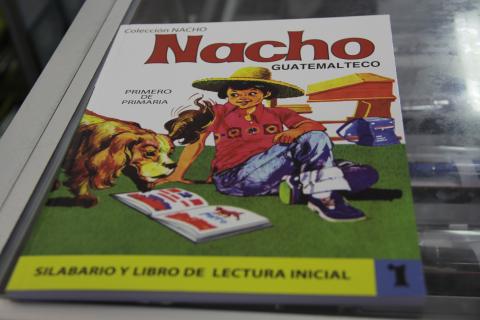 Colección NACHO
Nacho
GUATEMALTECO
PRIMERO
DE
PRIMARIA
SILABARIO Y LIBRO DE LECTURA INICIAL
1